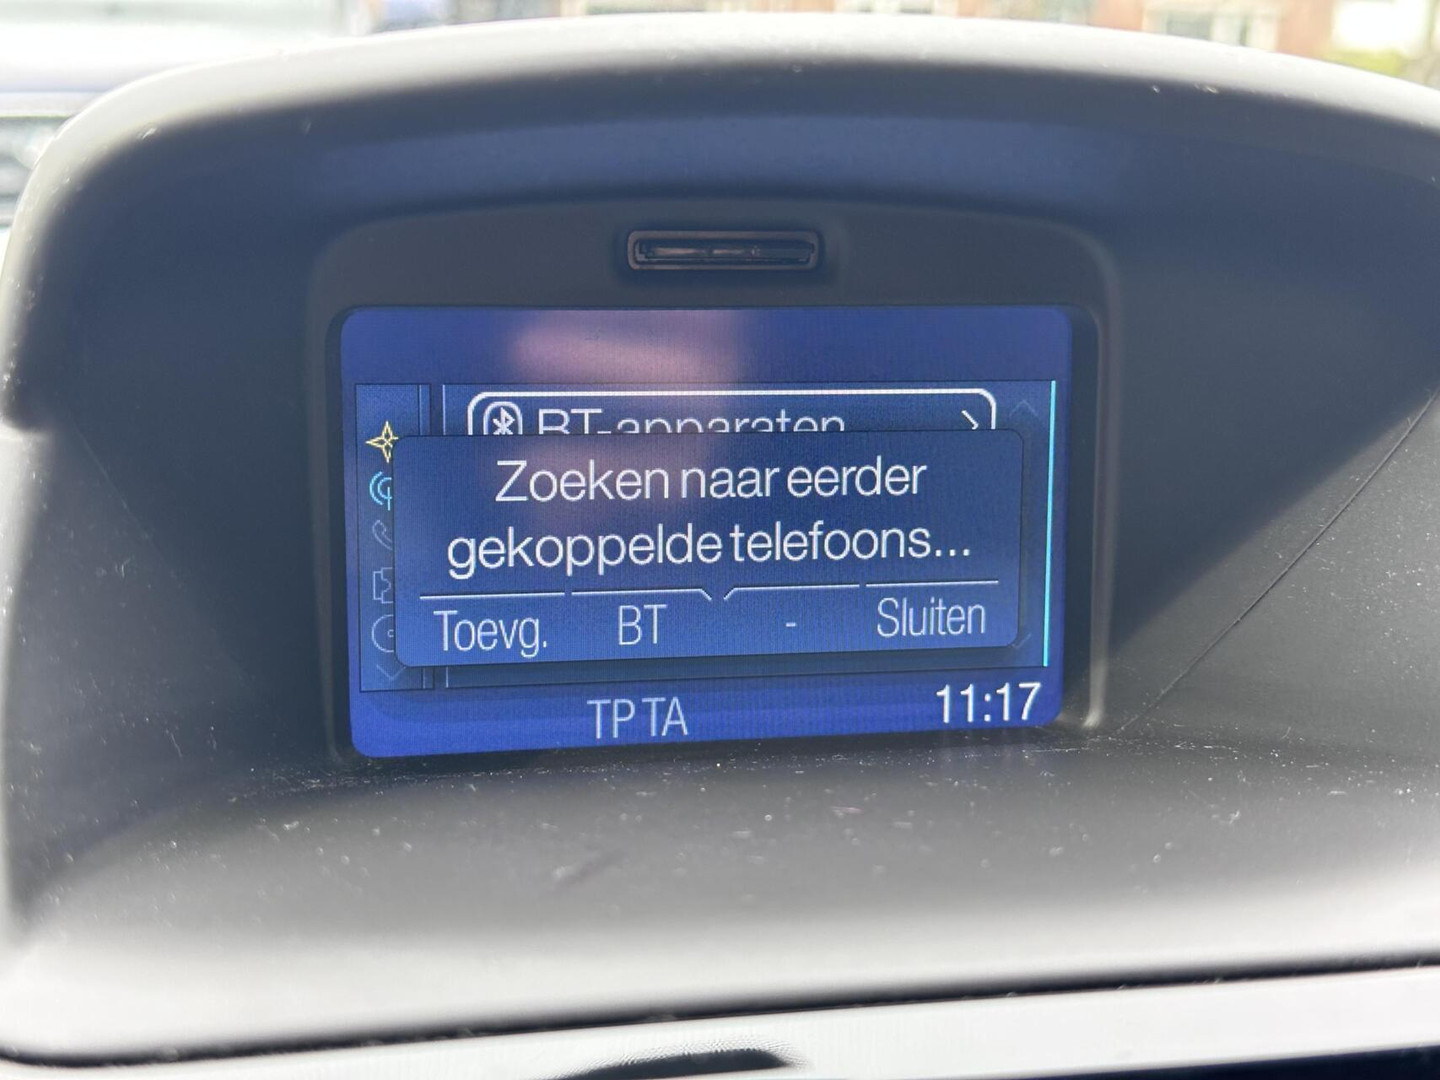 BT-apparaten
Zoeken naar eerder
gekoppelde telefoons...
Toevg. BT - Sluiten
TP TA 11:17